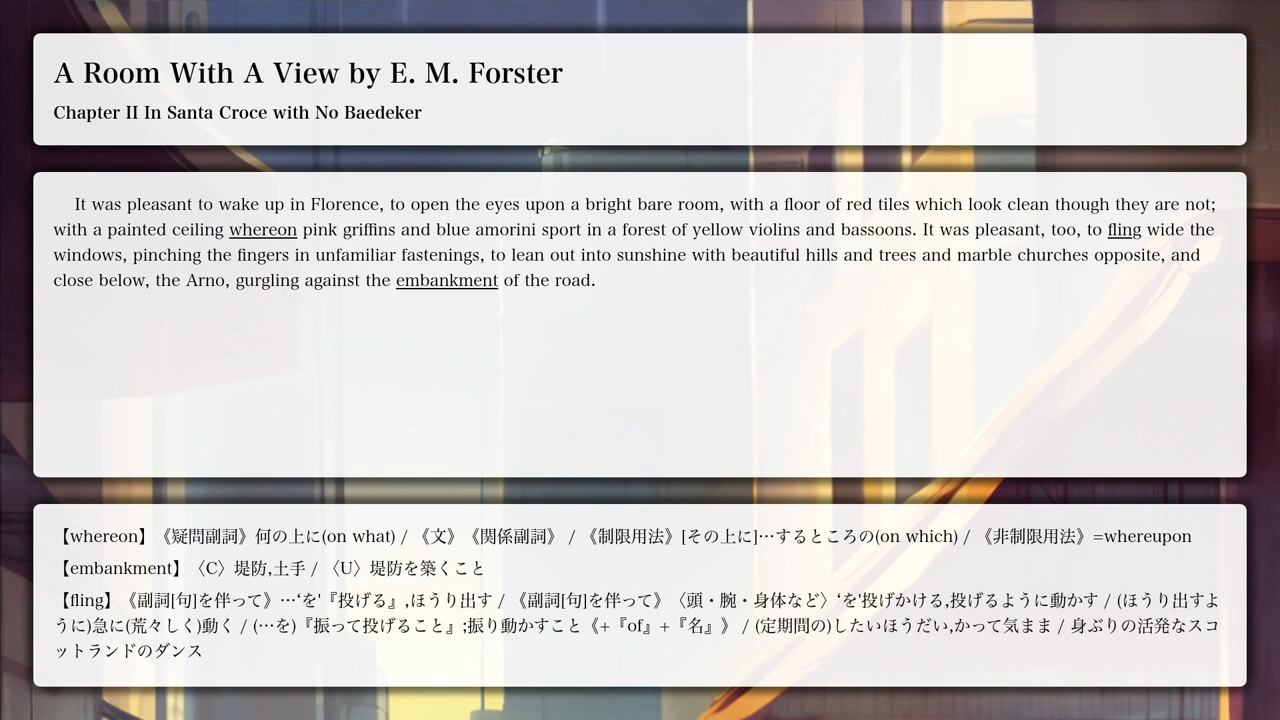 A Room With A View by E. M. Forster
Chapter II In Santa Croce with No Baedeker
It was pleasant to wake up in Florence, to open the eyes upon a bright bare room, with a floor of red tiles which look clean though they are not;
with a painted ceiling whereon pink griffins and blue amorini sport in a forest of yellow violins and bassoons. It was pleasant, too, to fling wide the
windows, pinching the fingers in unfamiliar fastenings, to lean out into sunshine with beautiful hills and trees and marble churches opposite, and
close below, the Arno, gurgling against the embankment of the road.
【whereon】《疑問副詞》何の上に(on what) / 《文》《関係副詞》 / 《制限用法》[その上に]…するところの(on which) / 《非制限用法》=whereupon
【embankment】〈C〉堤防,土手 / 〈U〉堤防を築くこと
【fling】《副詞[句]を伴って》…‘を'『投げる』,ほうり出す / 《副詞[句]を伴って》〈頭・腕・身体など〉‘を'投げかける,投げるように動かす / (ほうり出すよ
うに)急に(荒々しく)動く / (…を)『振って投げること』;振り動かすこと《+『of』+『名』》 / (定期間の)したいほうだい,かって気まま / 身ぶりの活発なスコ
ットランドのダンス